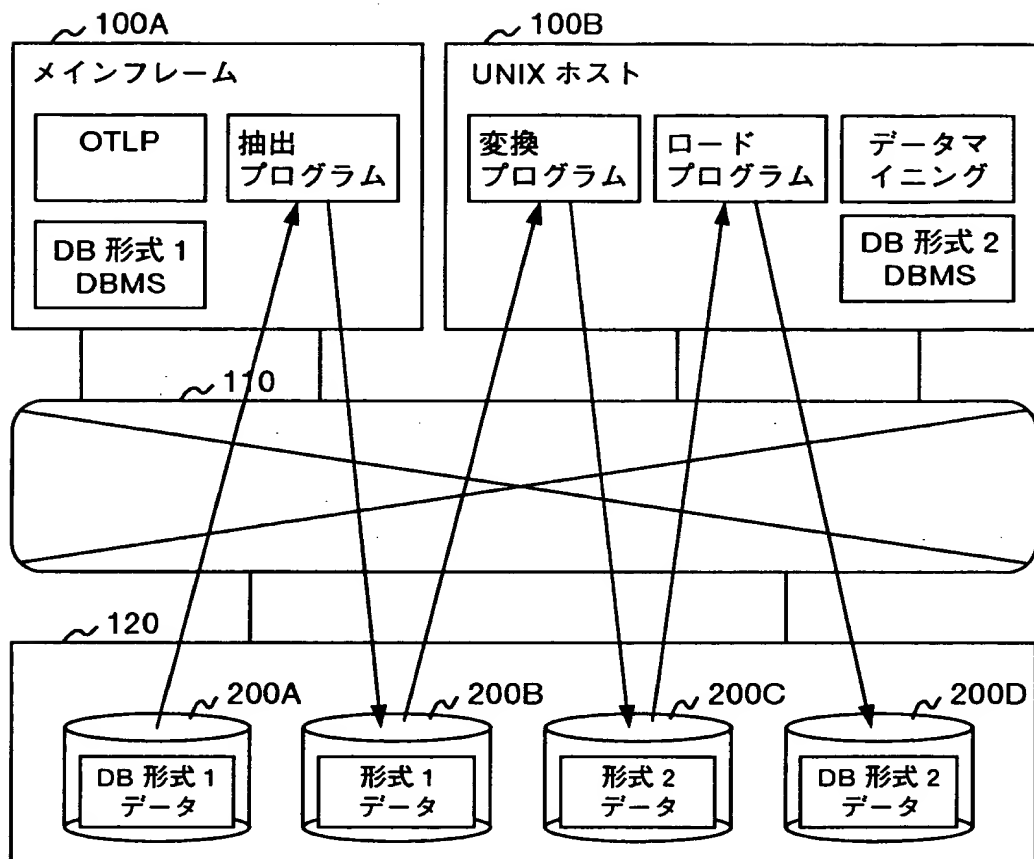 100A
メインフレーム
OTLP
抽出
プログラム
DB 形式 1
DBMS
100B
UNIX ホスト
変換
プログラム
ロード
プログラム
データマ
イニング
DB 形式 2
DBMS
110
120
200A
DB 形式 1
データ
200B
形式 1
データ
200C
形式 2
データ
200D
DB 形式 2
データ